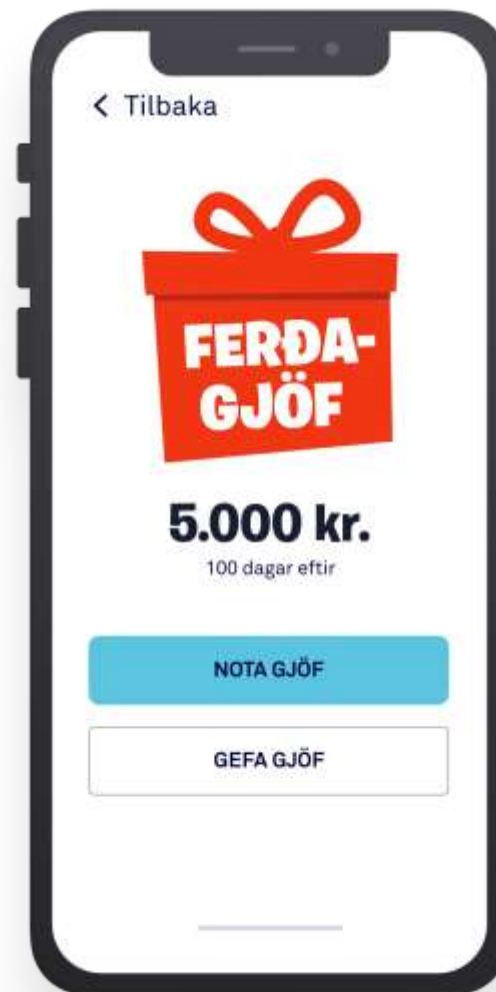 Tilbaka
FERÐA-
GJÖF
5.000 kr.
100 dagar eftir
NOTA GJÖF
GEFA GJÖF